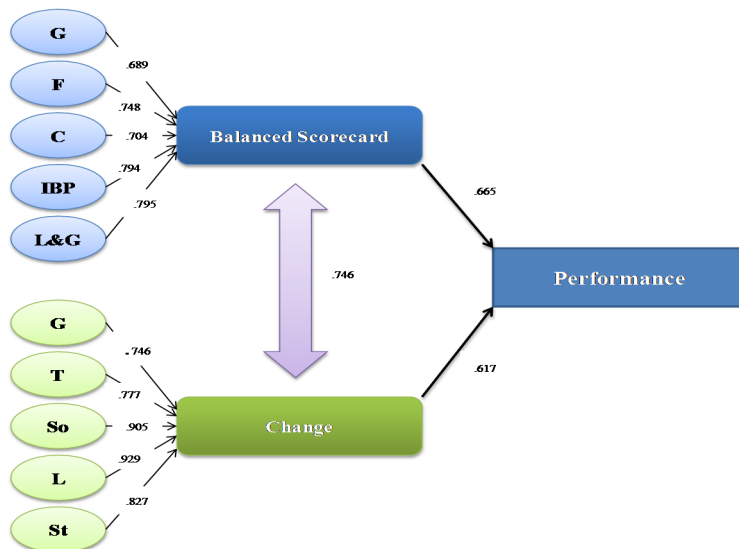 G
.689
F
.748
C
.704
Balanced Scorecard
IBP
.794
L&G
.795
.665
.746
Performance
G
.746
T
.777
So
.905
Change
L
.929
St
.827
.617